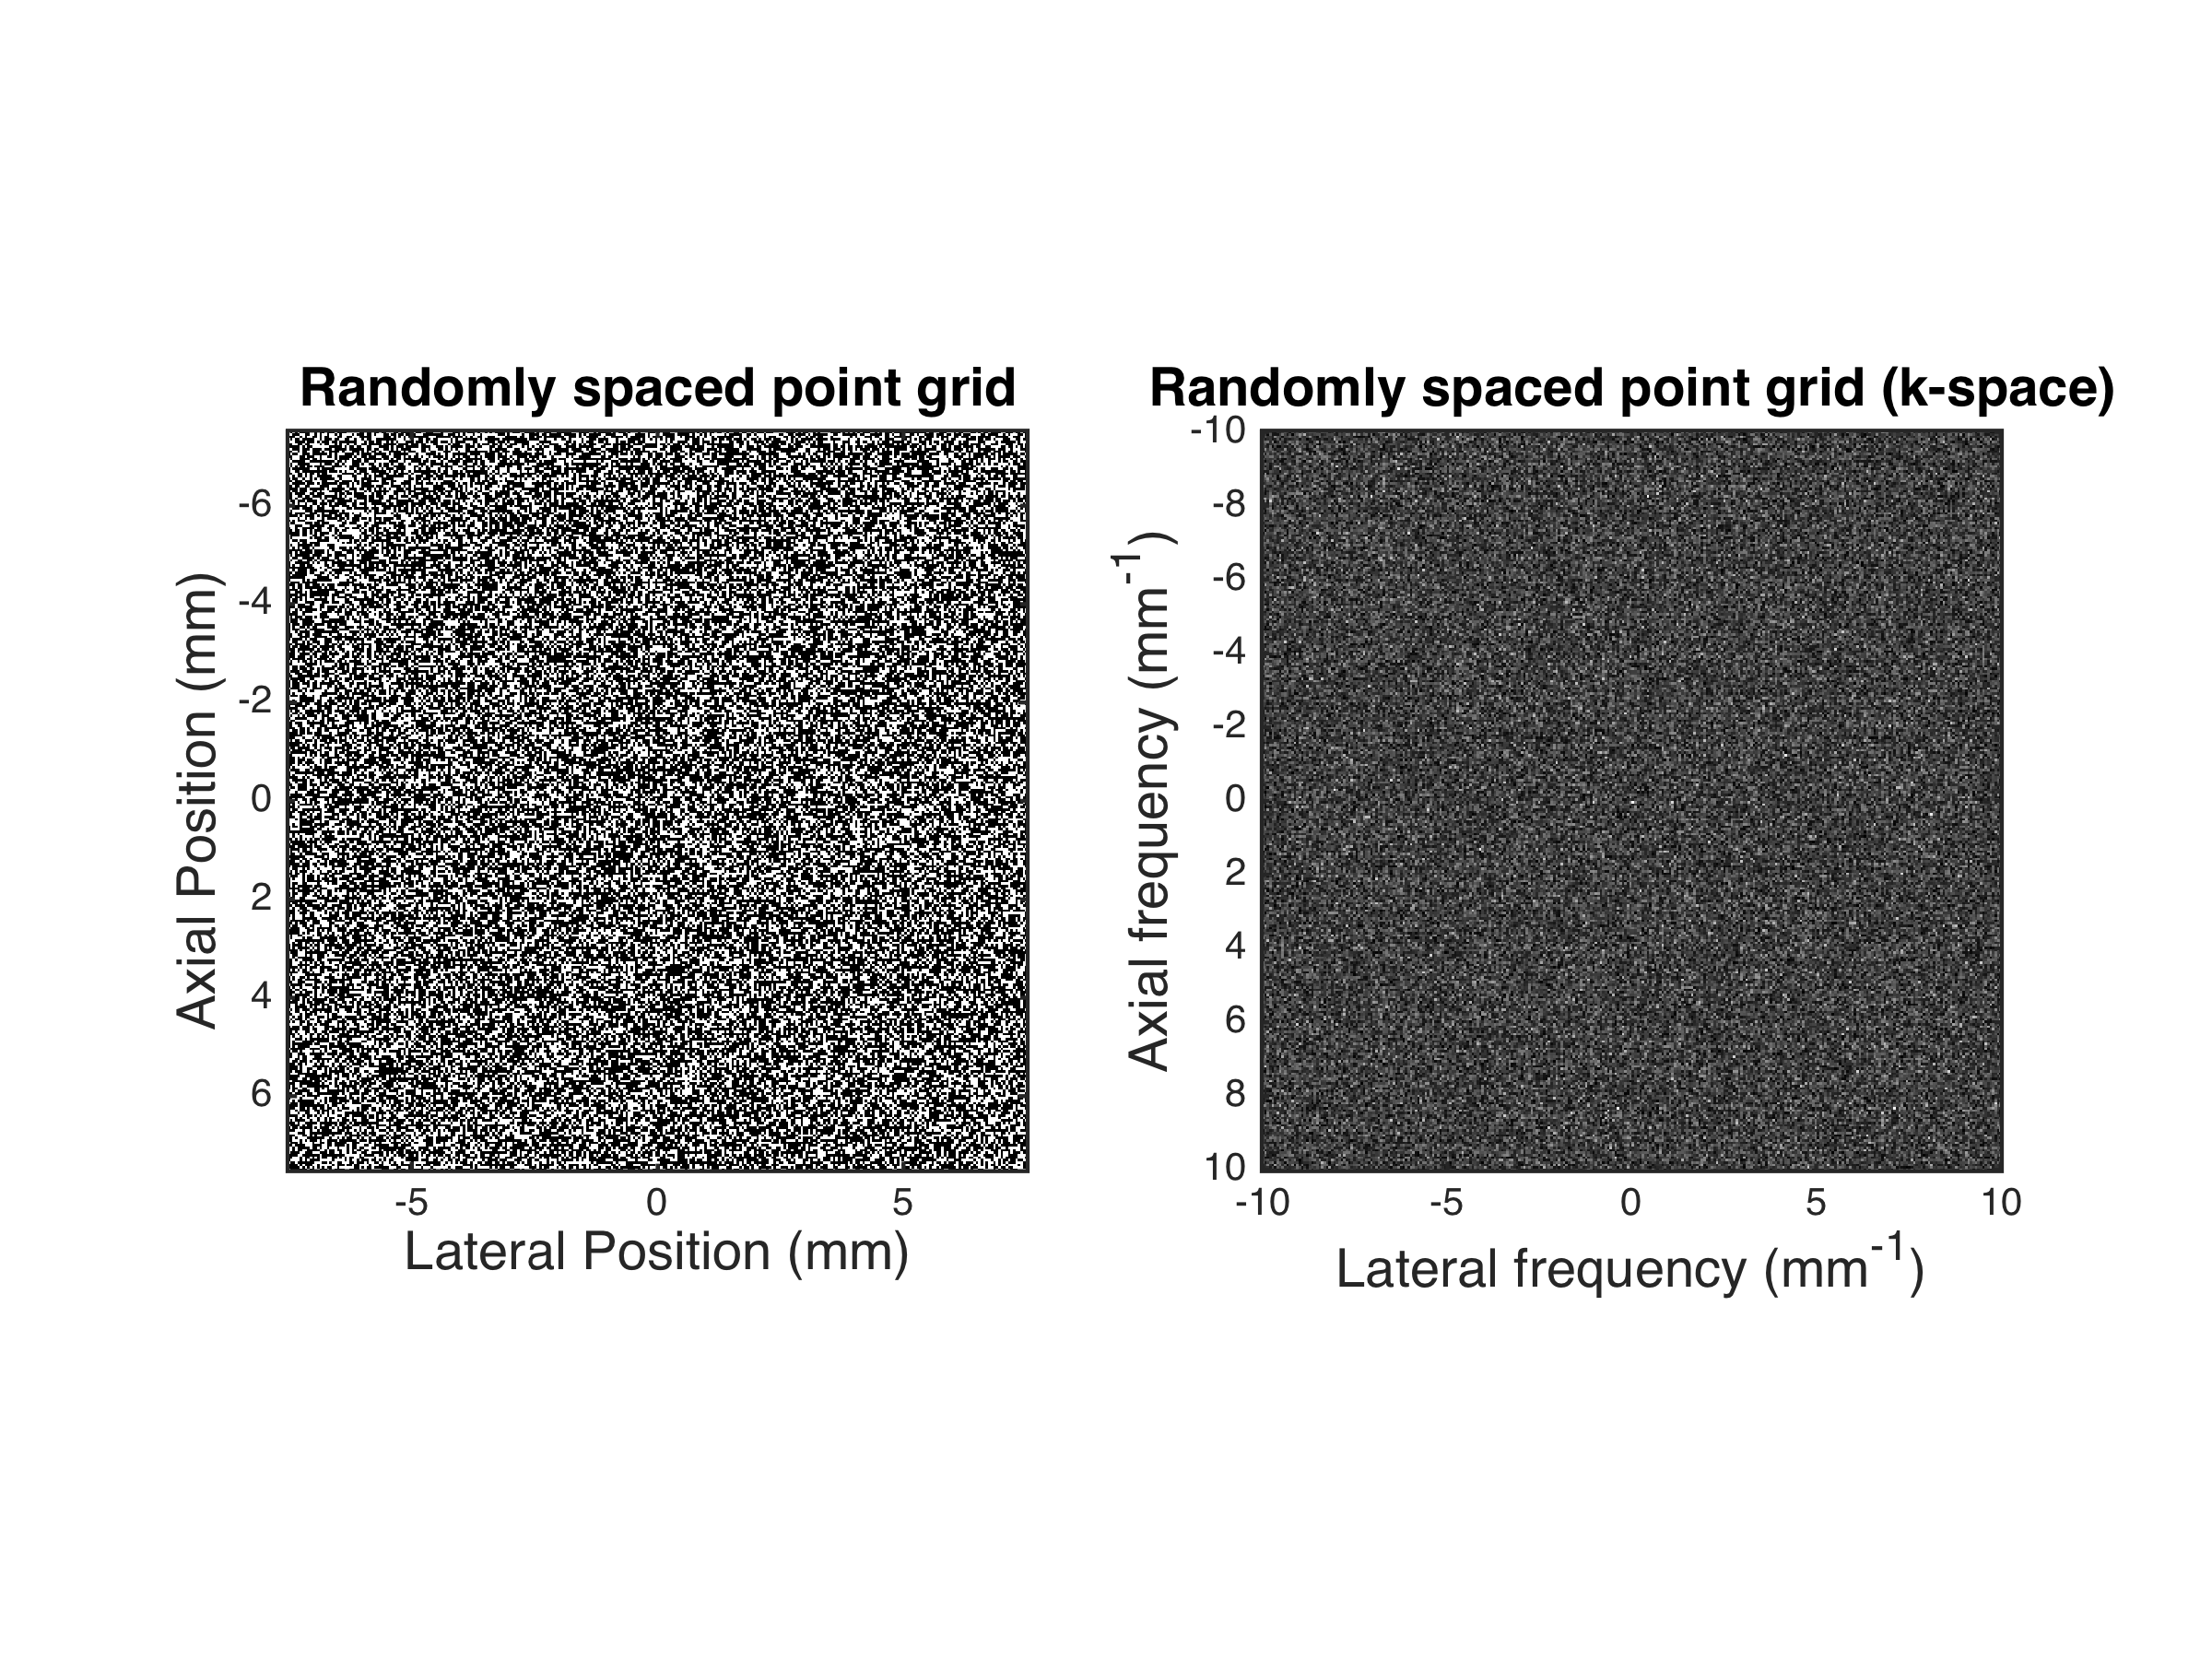 Randomly spaced point grid
-6
-4
-2
0
2
4
6
-5 0 5
Axial Position (mm)
Lateral Position (mm)
Randomly spaced point grid (k-space)
-10
-8
-6
-4
-2
0
2
4
6
8
10
-10 -5 0 5 10
Axial frequency (mm-1)
Lateral frequency (mm-1)